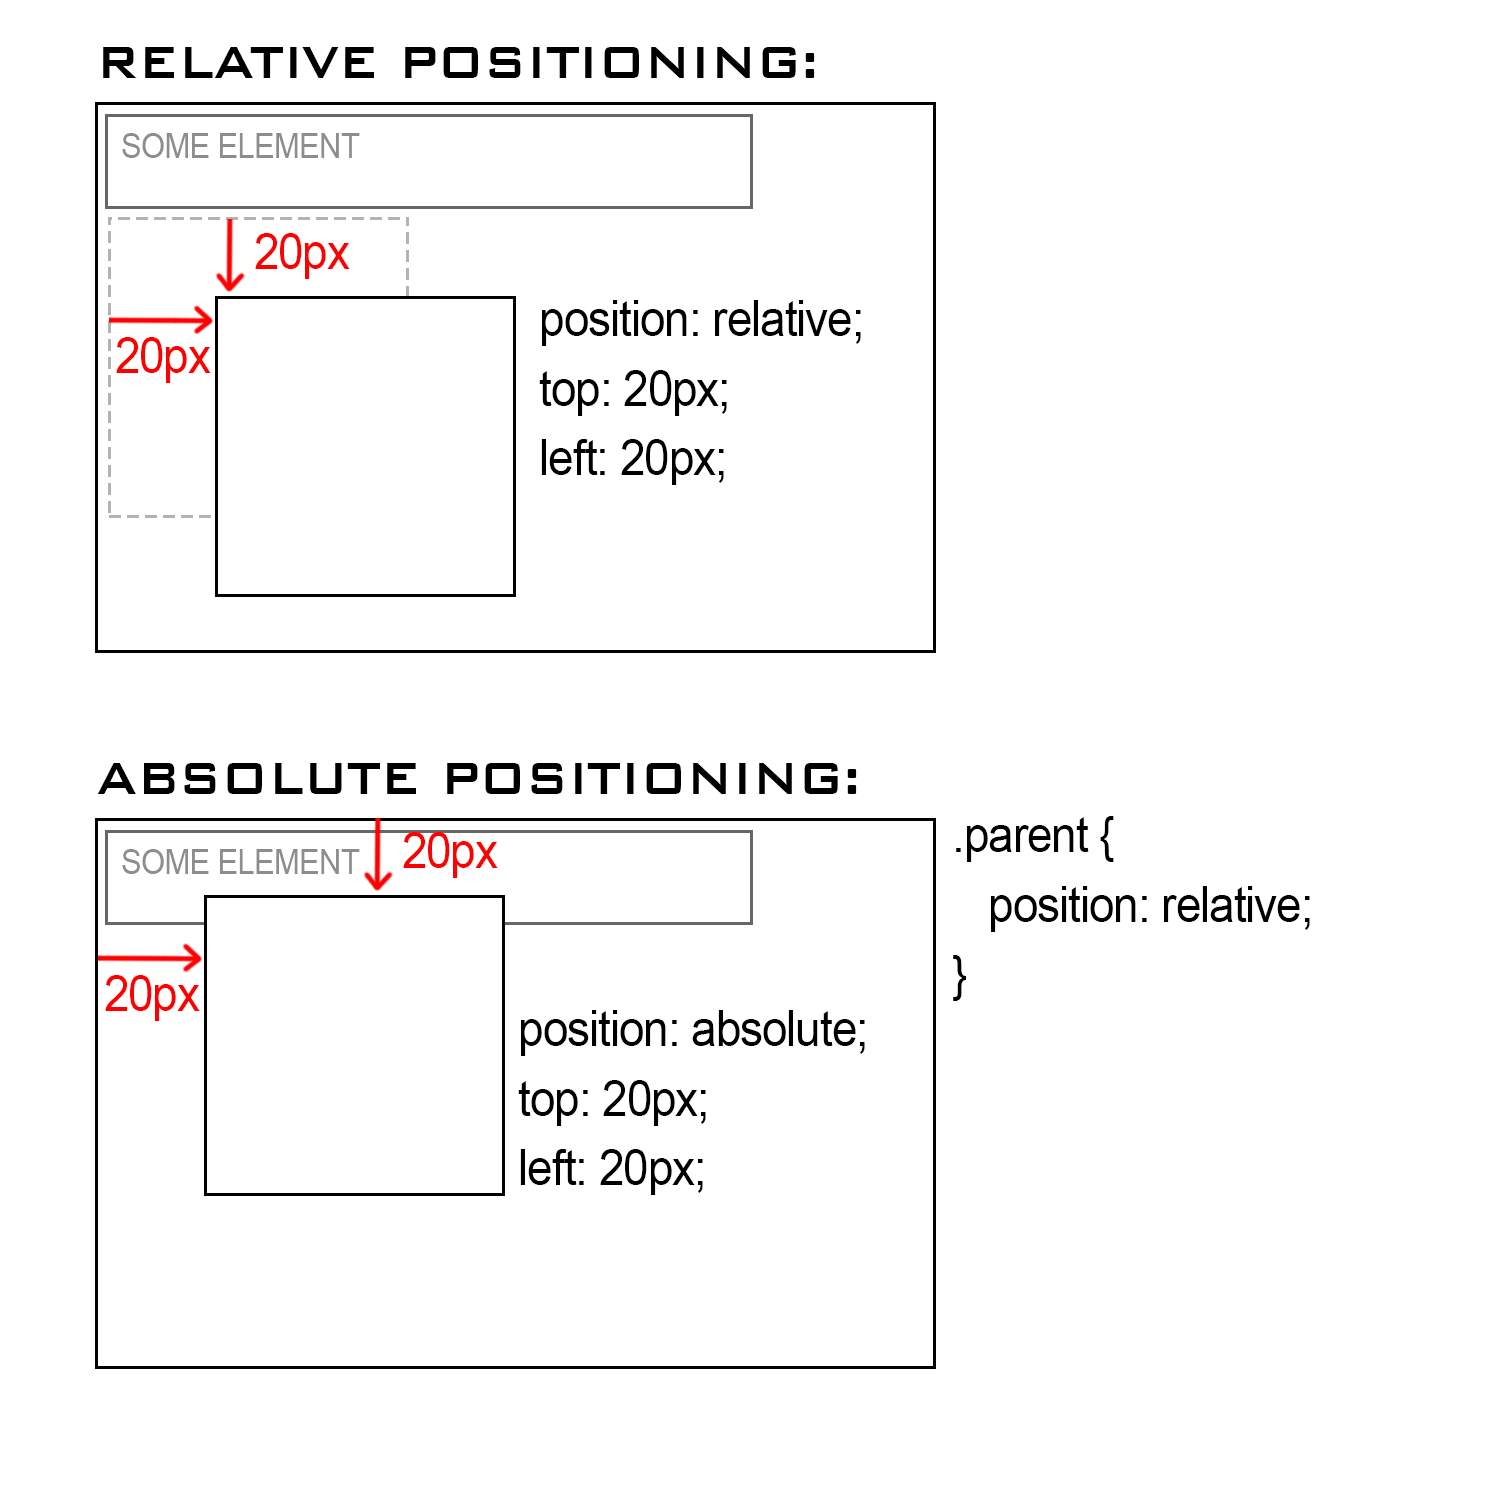 RELATIVE POSITIONING:
SOME ELEMENT
20px
20px
position: relative;
top: 20px;
left: 20px;
ABSOLUTE POSITIONING:
SOME ELEMENT
20px
20px
position: absolute;
top: 20px;
left: 20px;
.parent {
position: relative;
}